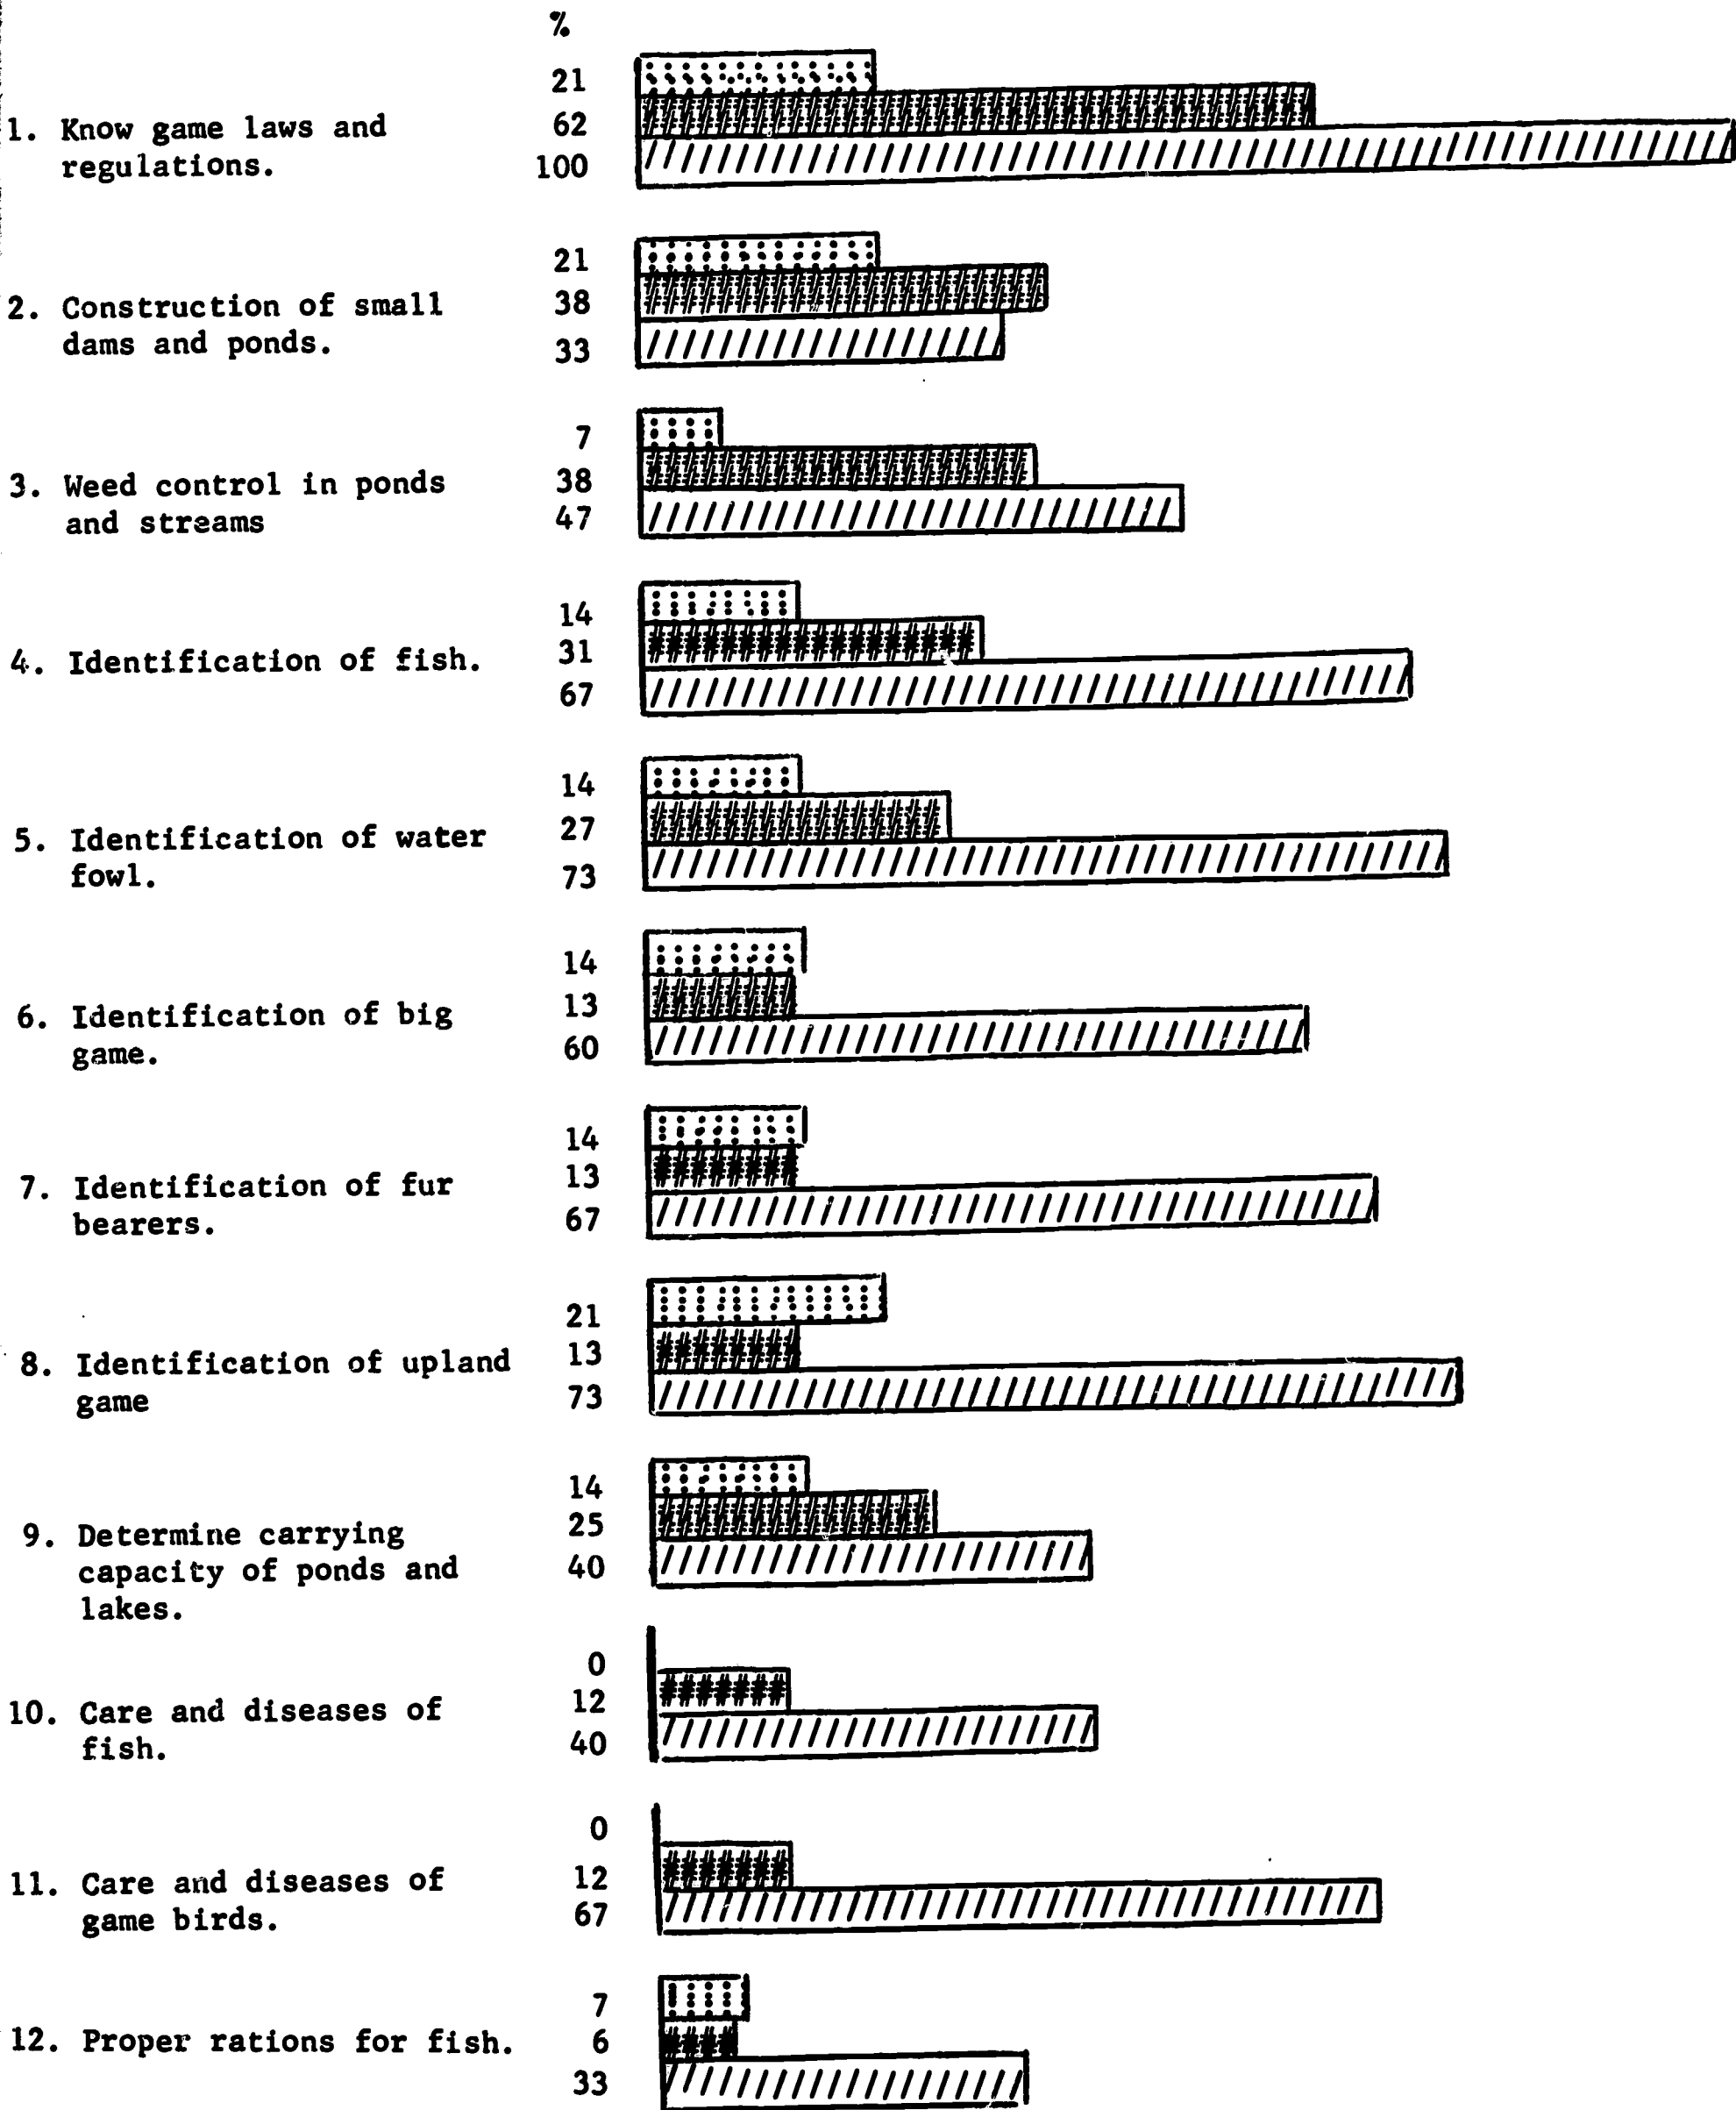 %
21
1. Know game laws and 62
regulations. 100
21
2. Construction of small 38
dams and ponds. 33
7
3. Weed control in ponds 38
and streams 47
14
4. Identification of fish. 31
67
14
5. Identification of water 27
fowl. 73
14
6. Identification of big 13
game. 60
14
7. Identification of fur 13
bearers. 67
21
8. Identification of upland 13
game 73
14
9. Determine carrying 25
capacity of ponds and 40
lakes.
0
10. Care and diseases of 12
fish. 40
0
11. Care and diseases of 12
game birds. 67
7
12. Proper rations for fish. 6
33